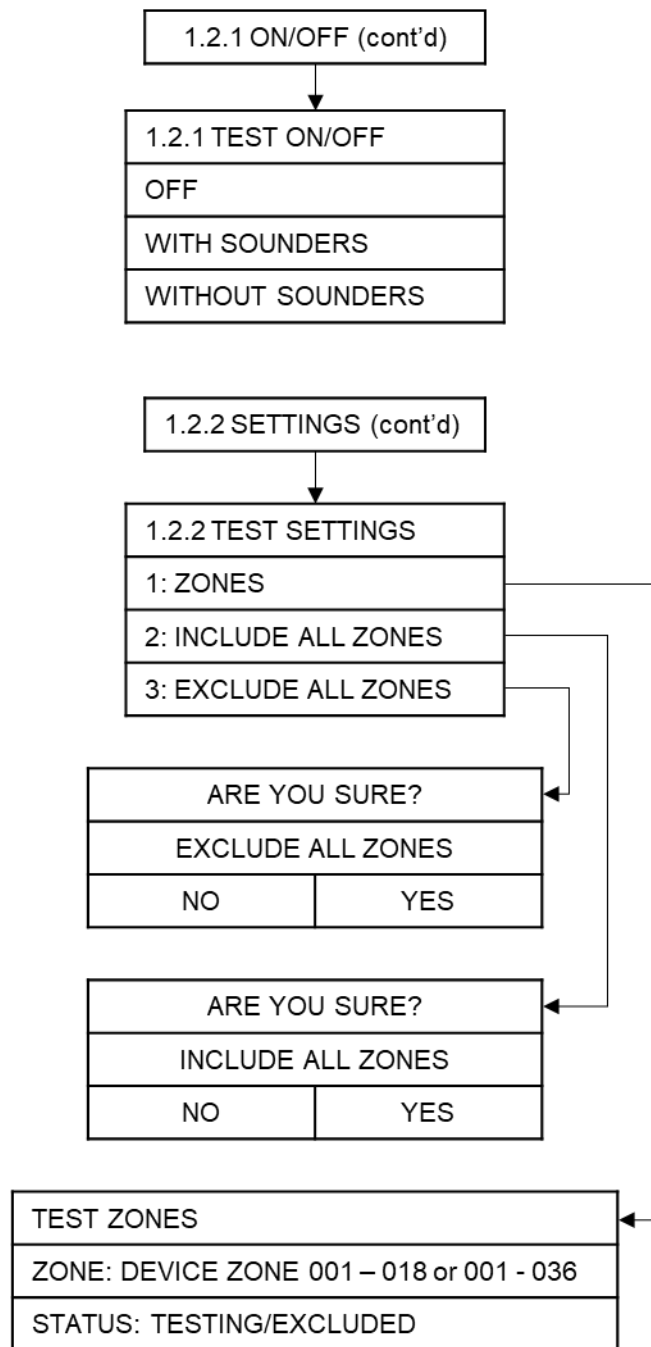 1.2.1 ON/OFF (cont’d)
1.2.1 TEST ON/OFF
OFF
WITH SOUNDERS
WITHOUT SOUNDERS
1.2.2 SETTINGS (cont’d)
1.2.2 TEST SETTINGS
1: ZONES
2: INCLUDE ALL ZONES
3: EXCLUDE ALL ZONES
ARE YOU SURE?
EXCLUDE ALL ZONES
NO YES
ARE YOU SURE?
INCLUDE ALL ZONES
NO YES
TEST ZONES
ZONE: DEVICE ZONE 001 – 018 or 001 - 036
STATUS: TESTING/EXCLUDED